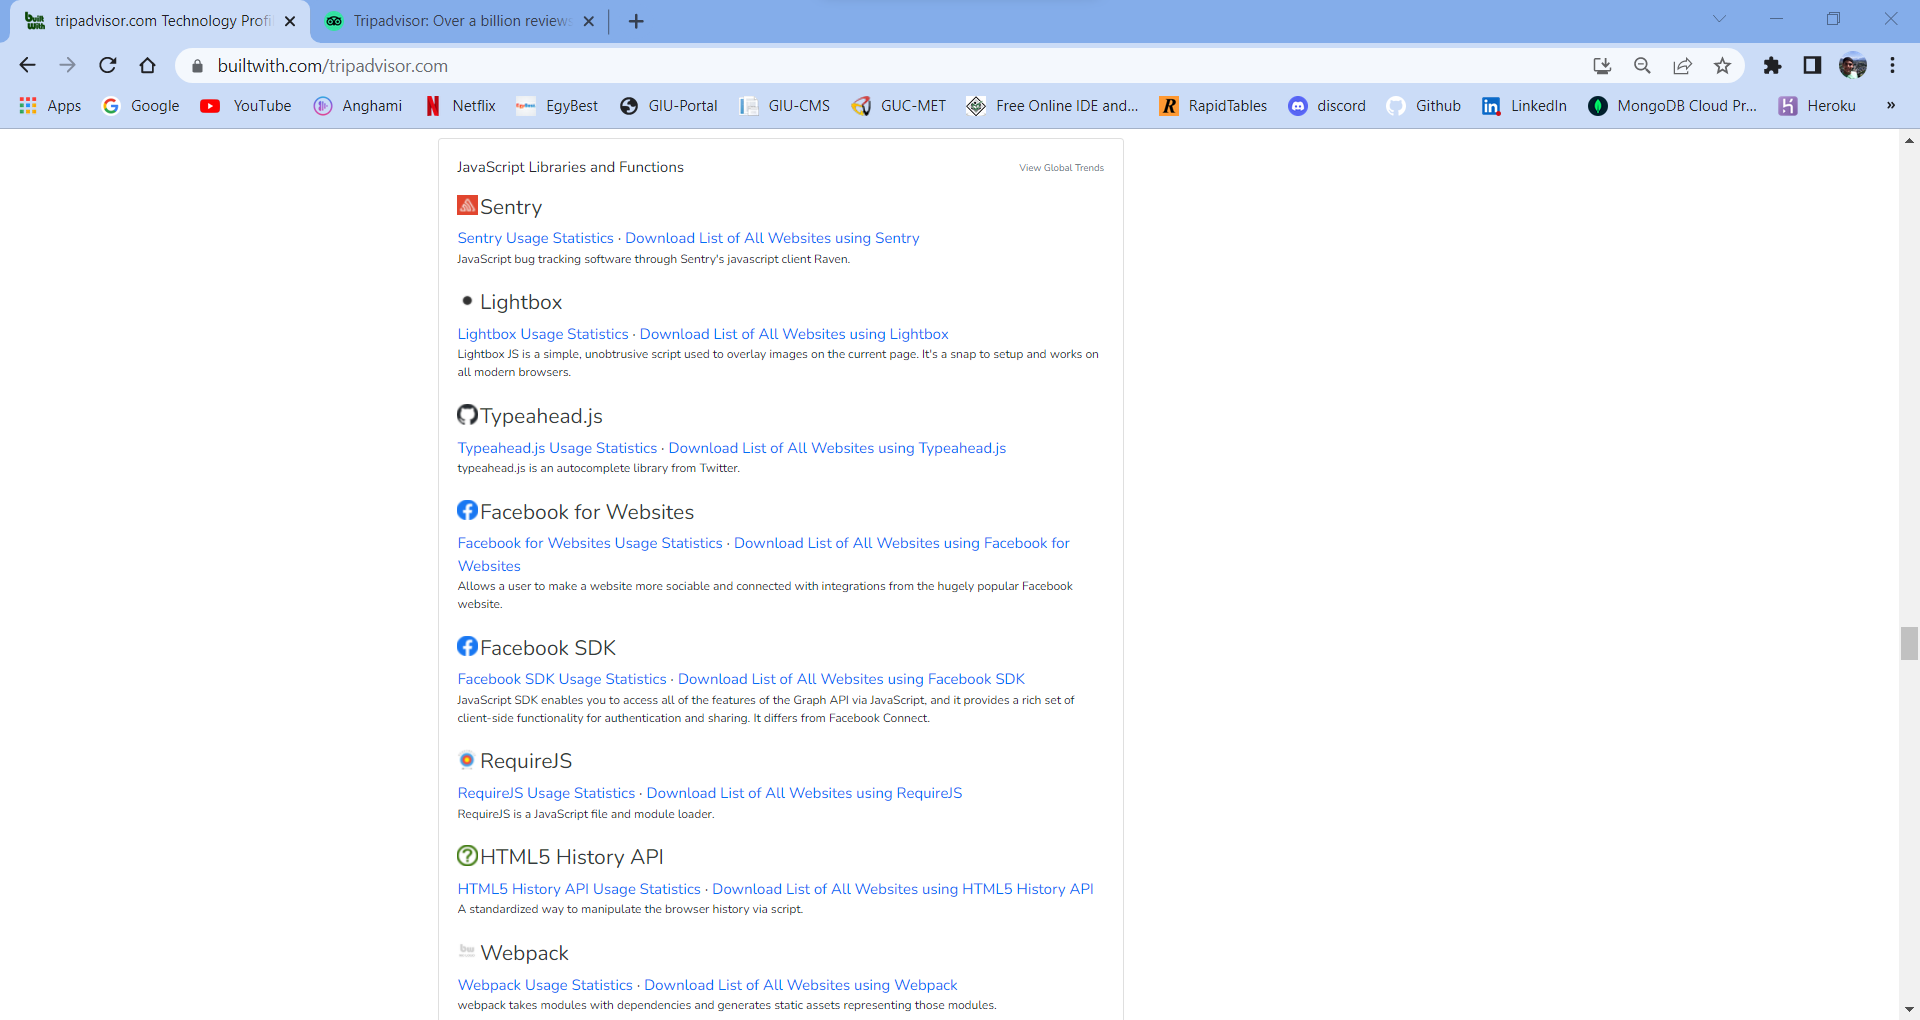 tripadvisor.com Technology Profi
Tripadvisor: Over a billion reviews
builtwith.com/tripadvisor.com
Apps Google YouTube Anghami Netflix EgyBest GIU-Portal GIU-CMS GUC-MET Free Online IDE and... RapidTables discord Github LinkedIn MongoDB Cloud Pr... Heroku »
JavaScript Libraries and Functions View Global Trends
Sentry
Sentry Usage Statistics · Download List of All Websites using Sentry
JavaScript bug tracking software through Sentry's javascript client Raven.
Lightbox
Lightbox Usage Statistics · Download List of All Websites using Lightbox
Lightbox JS is a simple, unobtrusive script used to overlay images on the current page. It's a snap to setup and works on
all modern browsers.
Typeahead.js
Typeahead.js Usage Statistics · Download List of All Websites using Typeahead.js
typeahead.js is an autocomplete library from Twitter.
Facebook for Websites
Facebook for Websites Usage Statistics · Download List of All Websites using Facebook for
Websites
Allows a user to make a website more sociable and connected with integrations from the hugely popular Facebook
website.
Facebook SDK
Facebook SDK Usage Statistics · Download List of All Websites using Facebook SDK
JavaScript SDK enables you to access all of the features of the Graph API via JavaScript, and it provides a rich set of
client-side functionality for authentication and sharing. It differs from Facebook Connect.
RequireJS
RequireJS Usage Statistics · Download List of All Websites using RequireJS
RequireJS is a JavaScript file and module loader.
HTML5 History API
HTML5 History API Usage Statistics · Download List of All Websites using HTML5 History API
A standardized way to manipulate the browser history via script.
Webpack
Webpack Usage Statistics · Download List of All Websites using Webpack
webpack takes modules with dependencies and generates static assets representing those modules.